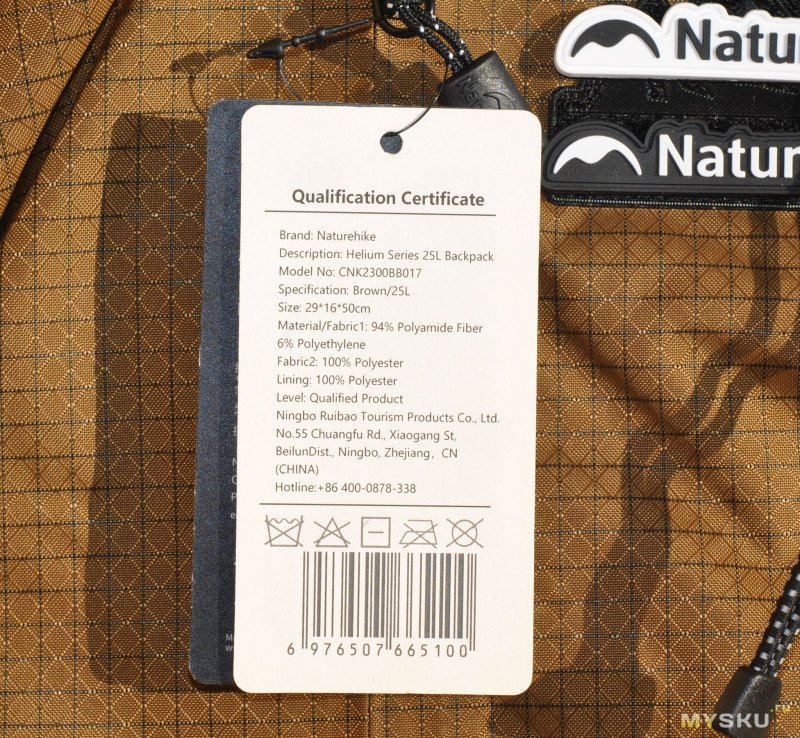 Natu
Natur
Qualification Certificate
Brand: Naturehike
Description: Helium Series 25L Backpack
Model No: CNK2300BB017
Specification: Brown/25L
Size: 29*16*50cm
Material/Fabric1: 94% Polyamide Fiber
6% Polyethylene
Fabric2: 100% Polyester
Lining: 100% Polyester
Level: Qualified Product
Ningbo Ruibao Tourism Products Co., Ltd.
No.55 Chuangfu Rd., Xiaogang St,
BeilunDist., Ningbo, Zhejiang, CN
(CHINA)
Hotline:+86 400-0878-338
6 976507 665100
MYSKU.ru